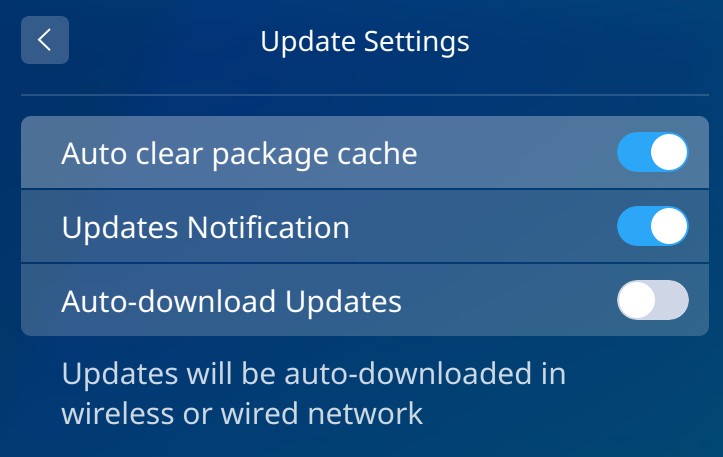 Update Settings
Auto clear package cache
Updates Notification
Auto-download Updates
Updates will be auto-downloaded in
wireless or wired network